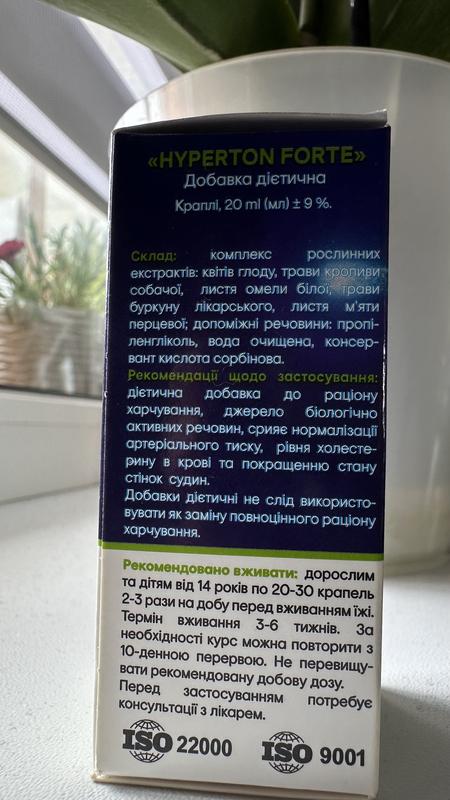 «HYPERTON FORTE»
Добавка дієтична
Краплі, 20 ml (мл) ± 9 %.
Склад: комплекс рослинних
екстрактів: квітів глоду, трави кропиви
собачої, листя омели білої, трави
буркуну лікарського, листя м'яти
перцевої; допоміжні речовини: пропі-
ленгліколь, вода очищена, консер-
вант кислота сорбінова.
Рекомендації щодо застосування:
дієтична добавка до раціону
харчування, джерело біологічно
активних речовин, сприяє нормалізації
артеріального тиску, рівня холесте-
рину в крові та покращенню стану
стінок судин.
Добавки дієтичні не слід використо-
вувати як заміну повноцінного раціону
харчування.
Рекомендовано вживати: дорослим
та дітям від 14 років по 20-30 крапель
2-3 рази на добу перед вживанням їжі.
Термін вживання 3-6 тижнів. За
необхідності курс можна повторити з
10-денною перервою. Не перевищу-
вати рекомендовану добову дозу.
Перед застосуванням потребує
консультації з лікарем.
ISO 22000 ISO 9001